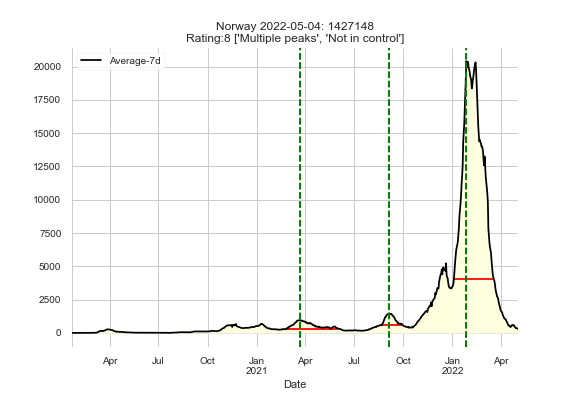 Norway 2022-05-04: 1427148
Rating:8 ['Multiple peaks', 'Not in control']
Average-7d
20000
17500
15000
12500
10000
7500
5000
2500
0
Apr Jul Oct Jan Apr Jul Oct Jan Apr
2021 2022
Date